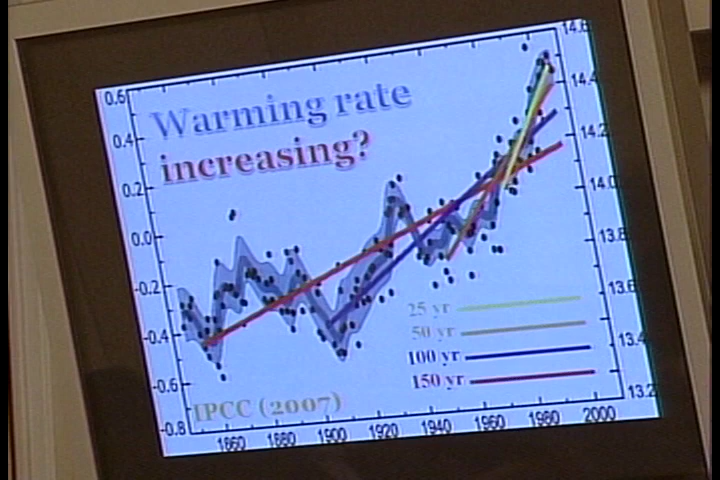 Warming rate
increasing?
0.6
0.4
0.2
0.0
-0.2
-0.4
-0.6
-0.8
14.6
14.4
14.2
14.0
13.8
13.6
13.4
13.2
25 yr
50 yr
100 yr
150 yr
IPCC (2007)
1860 1880 1900 1920 1940 1960 1980 2000